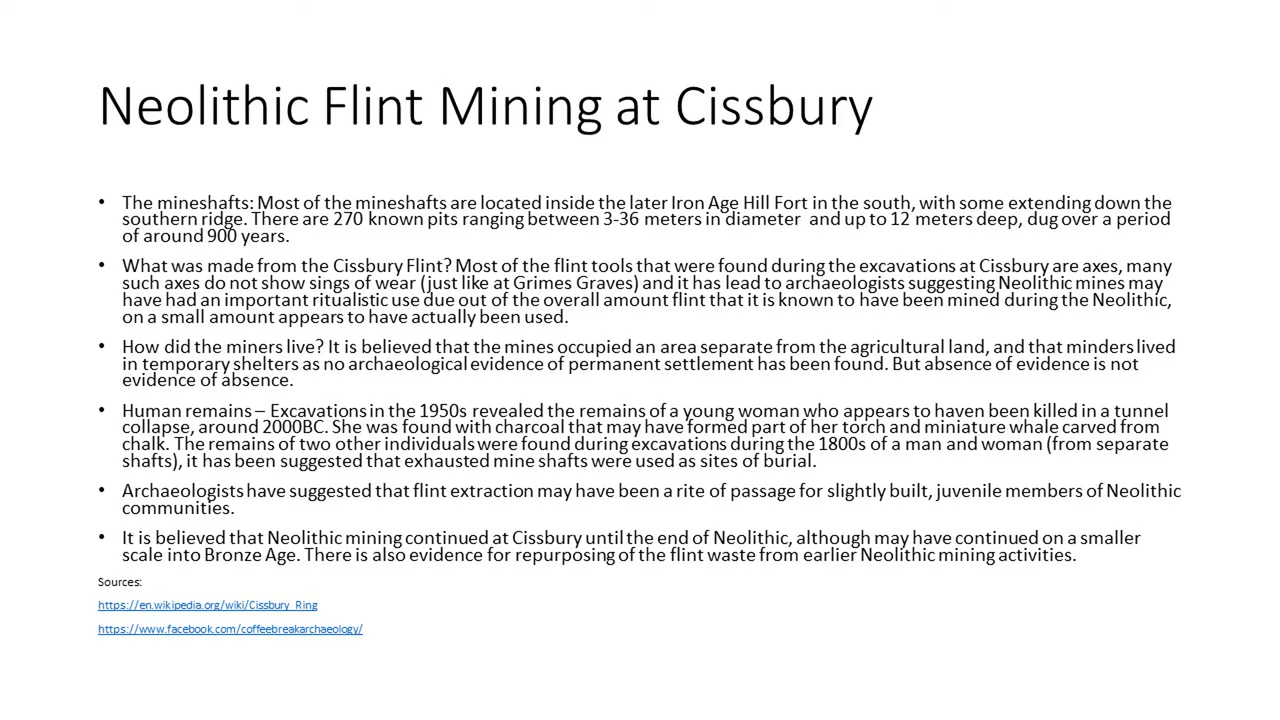 Neolithic Flint Mining at Cissbury
• The mineshafts: Most of the mineshafts are located inside the later Iron Age Hill Fort in the south, with some extending down the
southern ridge. There are 270 known pits ranging between 3-36 meters in diameter and up to 12 meters deep, dug over a period
of around 900 years.
• What was made from the Cissbury Flint? Most of the flint tools that were found during the excavations at Cissbury are axes, many
such axes do not show sings of wear (just like at Grimes Graves) and it has lead to archaeologists suggesting Neolithic mines may
have had an important ritualistic use due out of the overall amount flint that it is known to have been mined during the Neolithic,
on a small amount appears to have actually been used.
• How did the miners live? It is believed that the mines occupied an area separate from the agricultural land, and that minders lived
in temporary shelters as no archaeological evidence of permanent settlement has been found. But absence of evidence is not
evidence of absence.
• Human remains – Excavations in the 1950s revealed the remains of a young woman who appears to haven been killed in a tunnel
collapse, around 2000BC. She was found with charcoal that may have formed part of her torch and miniature whale carved from
chalk. The remains of two other individuals were found during excavations during the 1800s of a man and woman (from separate
shafts), it has been suggested that exhausted mine shafts were used as sites of burial.
• Archaeologists have suggested that flint extraction may have been a rite of passage for slightly built, juvenile members of Neolithic
communities.
• It is believed that Neolithic mining continued at Cissbury until the end of Neolithic, although may have continued on a smaller
scale into Bronze Age. There is also evidence for repurposing of the flint waste from earlier Neolithic mining activities.
Sources:
https://en.wikipedia.org/wiki/Cissbury_Ring
https://www.facebook.com/coffeebreakarchaeology/